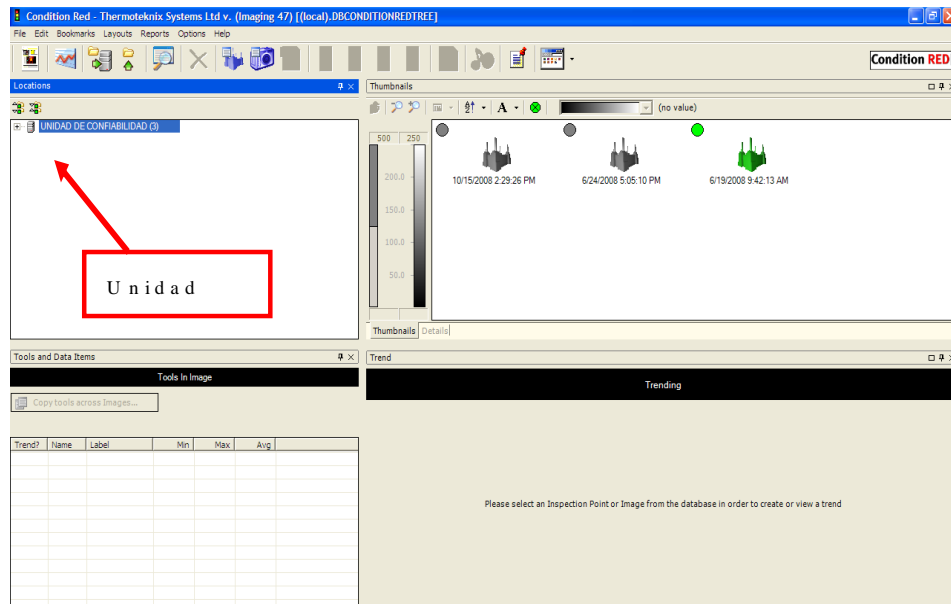 Condition Red - Thermoteknix Systems Ltd v. (Imaging 47) [(local).DBCONDITIONREDTREE]
File Edit Bookmarks Layouts Reports Options Help
Condition RED
Locations
UNIDAD DE CONFIABILIDAD (3)
Unidad
Thumbnails
A
(no value)
500 250
200.0
150.0
100.0
50.0
10/15/2008 2:29:26 PM
6/24/2008 5:05:10 PM
6/19/2008 9:42:13 AM
Thumbnails Details
Tools and Data Items
Tools In Image
Copy tools across Images...
Trend? Name Label Min Max Avg
Trend
Trending
Please select an Inspection Point or Image from the database in order to create or view a trend